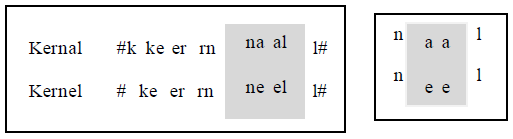 Kernal #k ke er rn na al l#
Kernel # ke er rn ne el l#
n a a l
n e e l